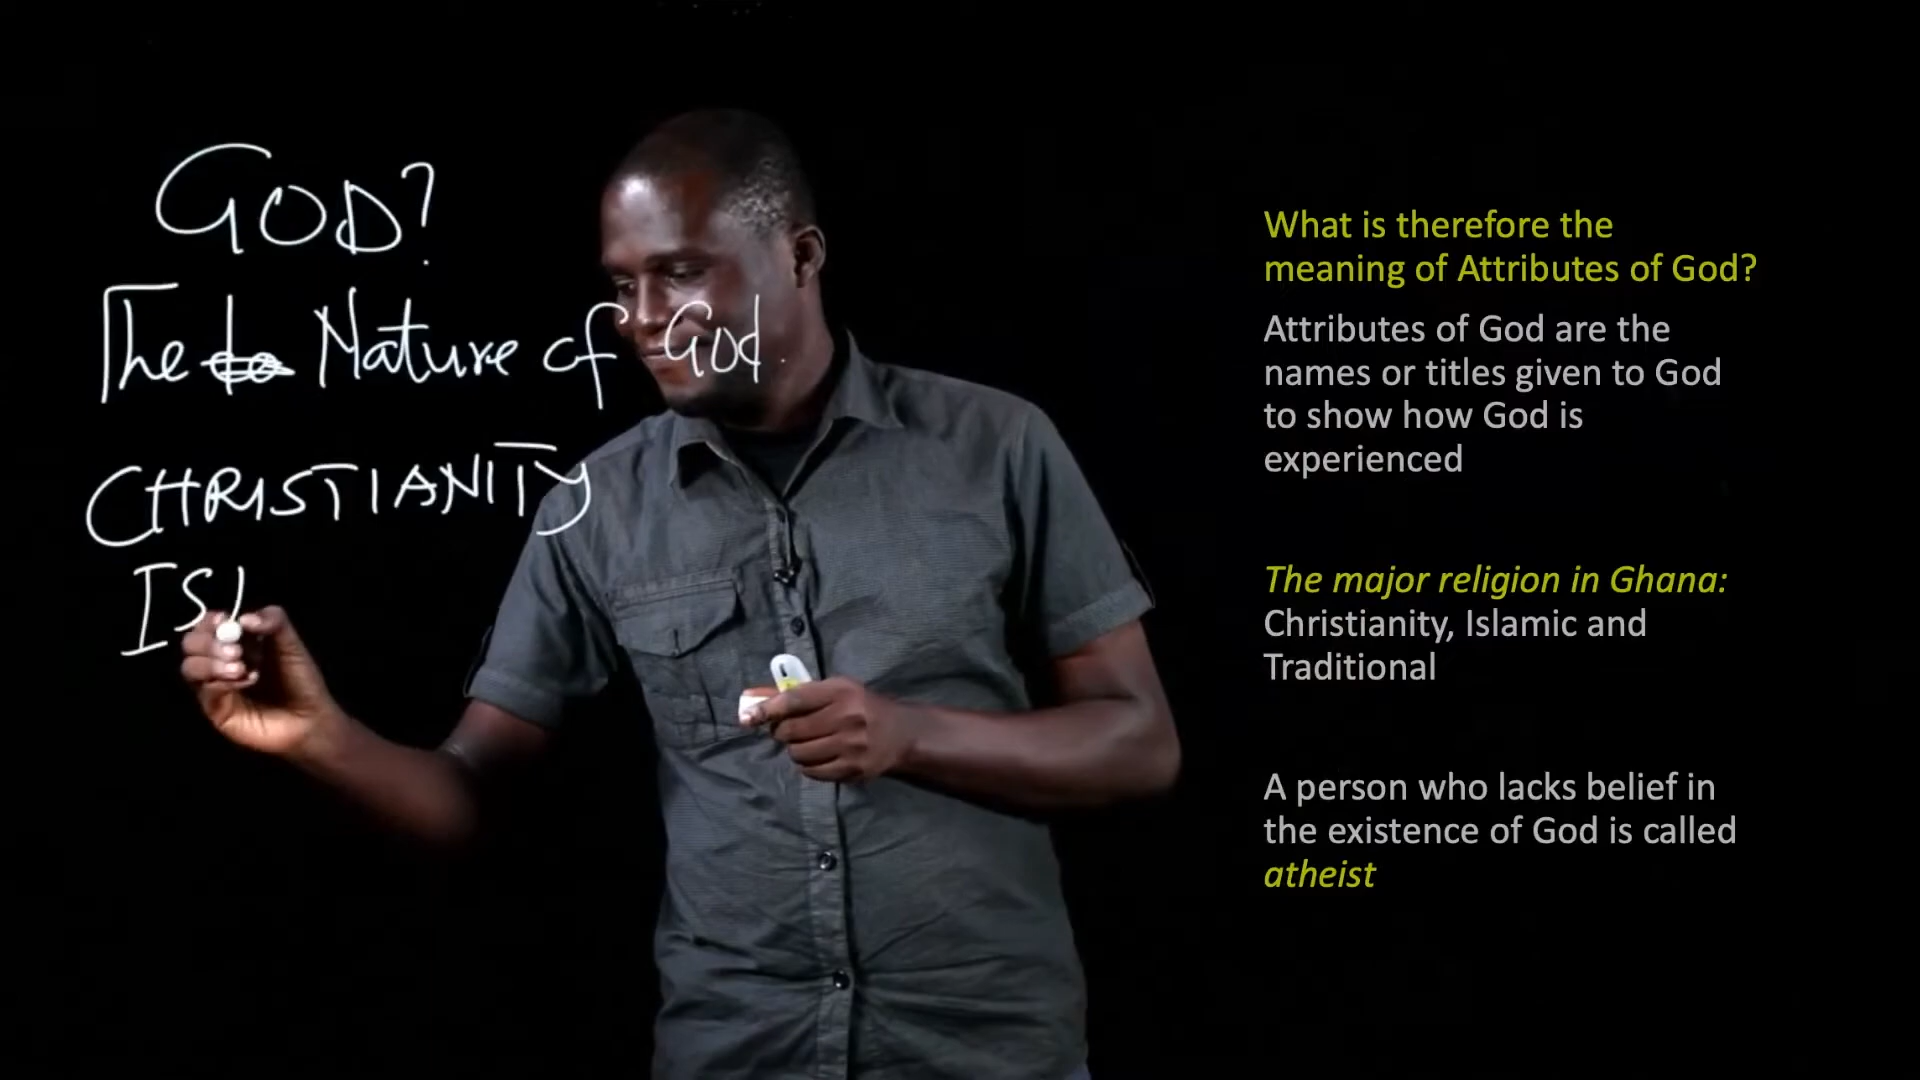 GOD?
The Nature of God.
CHRISTIANITY
ISL
What is therefore the
meaning of Attributes of God?
Attributes of God are the
names or titles given to God
to show how God is
experienced
The major religion in Ghana:
Christianity, Islamic and
Traditional
A person who lacks belief in
the existence of God is called
atheist